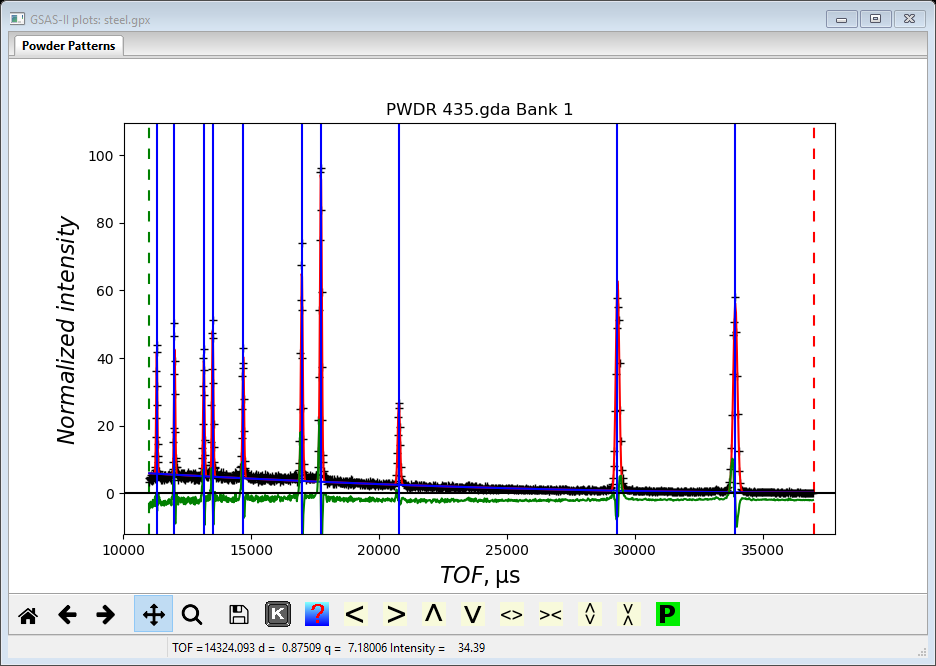 GSAS-II plots: steel.gpx
Powder Patterns
PWDR 435.gda Bank 1
100
80
60
40
20
0
Normalized intensity
10000 15000 20000 25000 30000 35000
TOF, μs
K ? < > Λ V <> >< P
TOF =14324.093 d = 0.87509 q = 7.18006 Intensity = 34.39